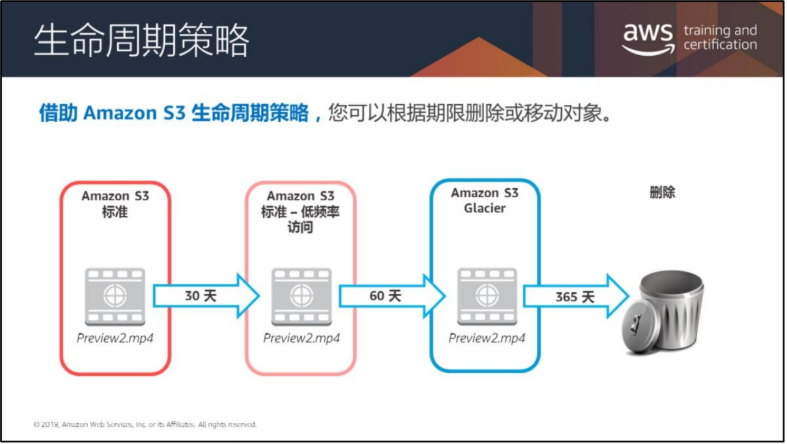 生命周期策略
aws training and
certification
借助 Amazon S3 生命周期策略，您可以根据期限删除或移动对象。
Amazon S3
标准
Amazon S3
标准 – 低频率
访问
Amazon S3
Glacier
删除
30 天
60 天
365 天
Preview2.mp4
Preview2.mp4
Preview2.mp4
© 2019, Amazon Web Services, Inc. or its Affiliates. All rights reserved.